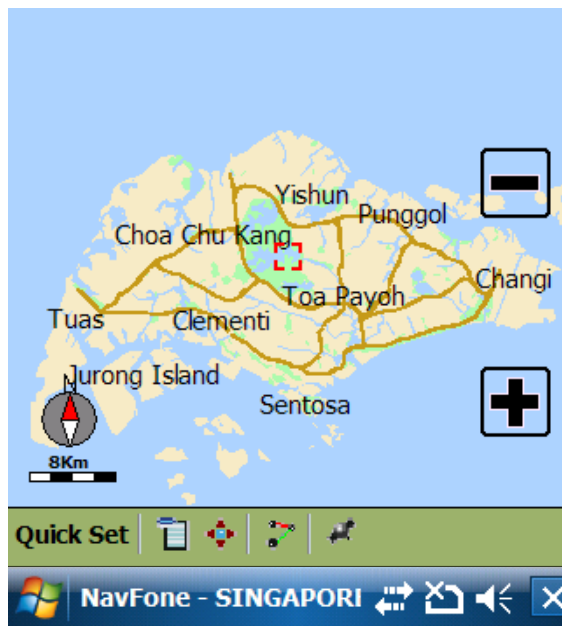 Yishun
Punggol
Choa Chu Kang
Changi
Toa Payoh
Tuas
Clementi
Jurong Island
N
Sentosa
8Km
Quick Set
NavFone - SINGAPORI